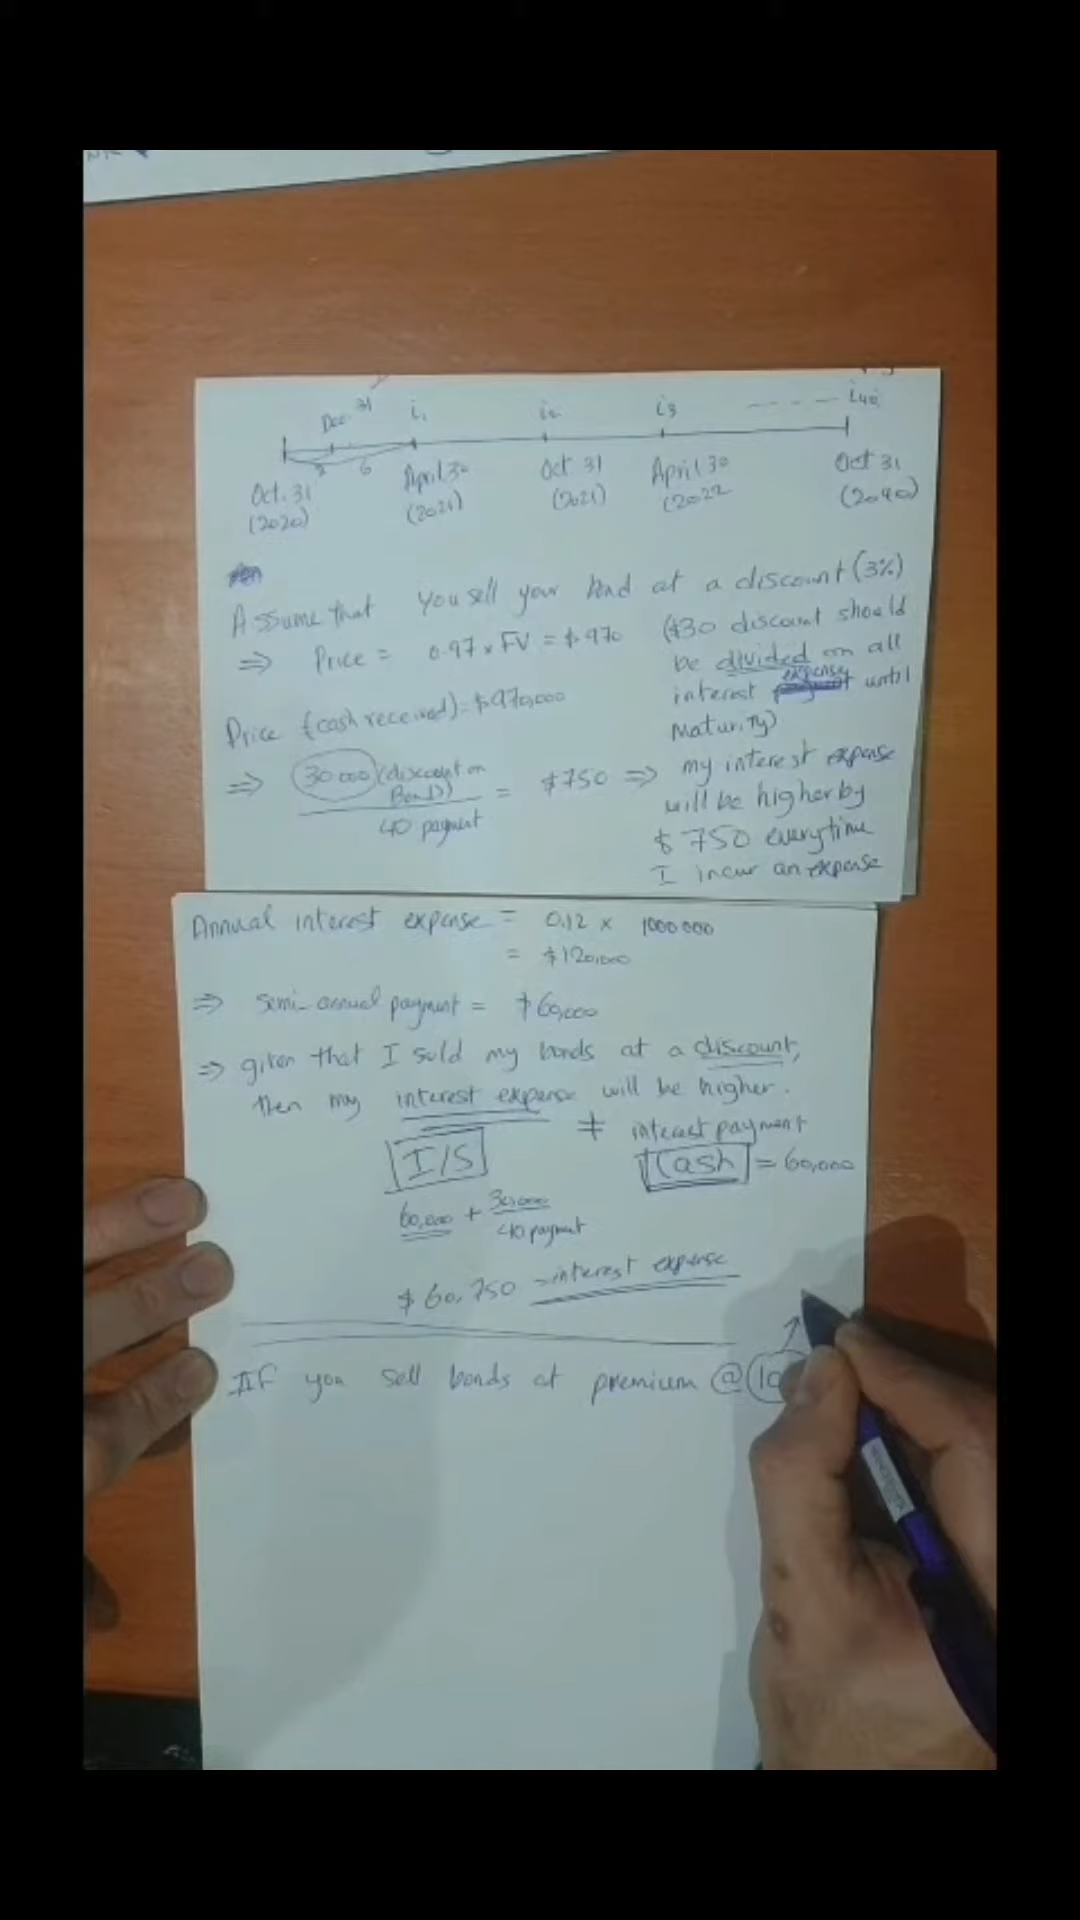 Dec 31 i1 i2 i3 - - - - i40
2 6
Oct. 31 April 30 Oct 31 April 30 Oct 31
(2020) (2021) (2021) (2022 (2040)
Assume that you sell your bond at a discount (3%)
⇒ Price = 0.97 x FV = $970 ($30 discount should
be divided on all
interest expense until
Maturity)
Price (cash received) = $970,000
⇒ 30000 (discount on Bonds) / 40 payment = $750 ⇒ my interest expense
will be higher by
$750 everytime
I incur an expense
Annual interest expense = 0.12 x 1000000
= $120,000
⇒ semi-annual payment = $60,000
⇒ given that I sold my bonds at a discount,
then my interest expense will be higher.
≠ interest payment
I/S Cash = 60,000
60,000 + 30,000 / 40 payment
$60,750 = interest expense
If you sell bonds at premium @